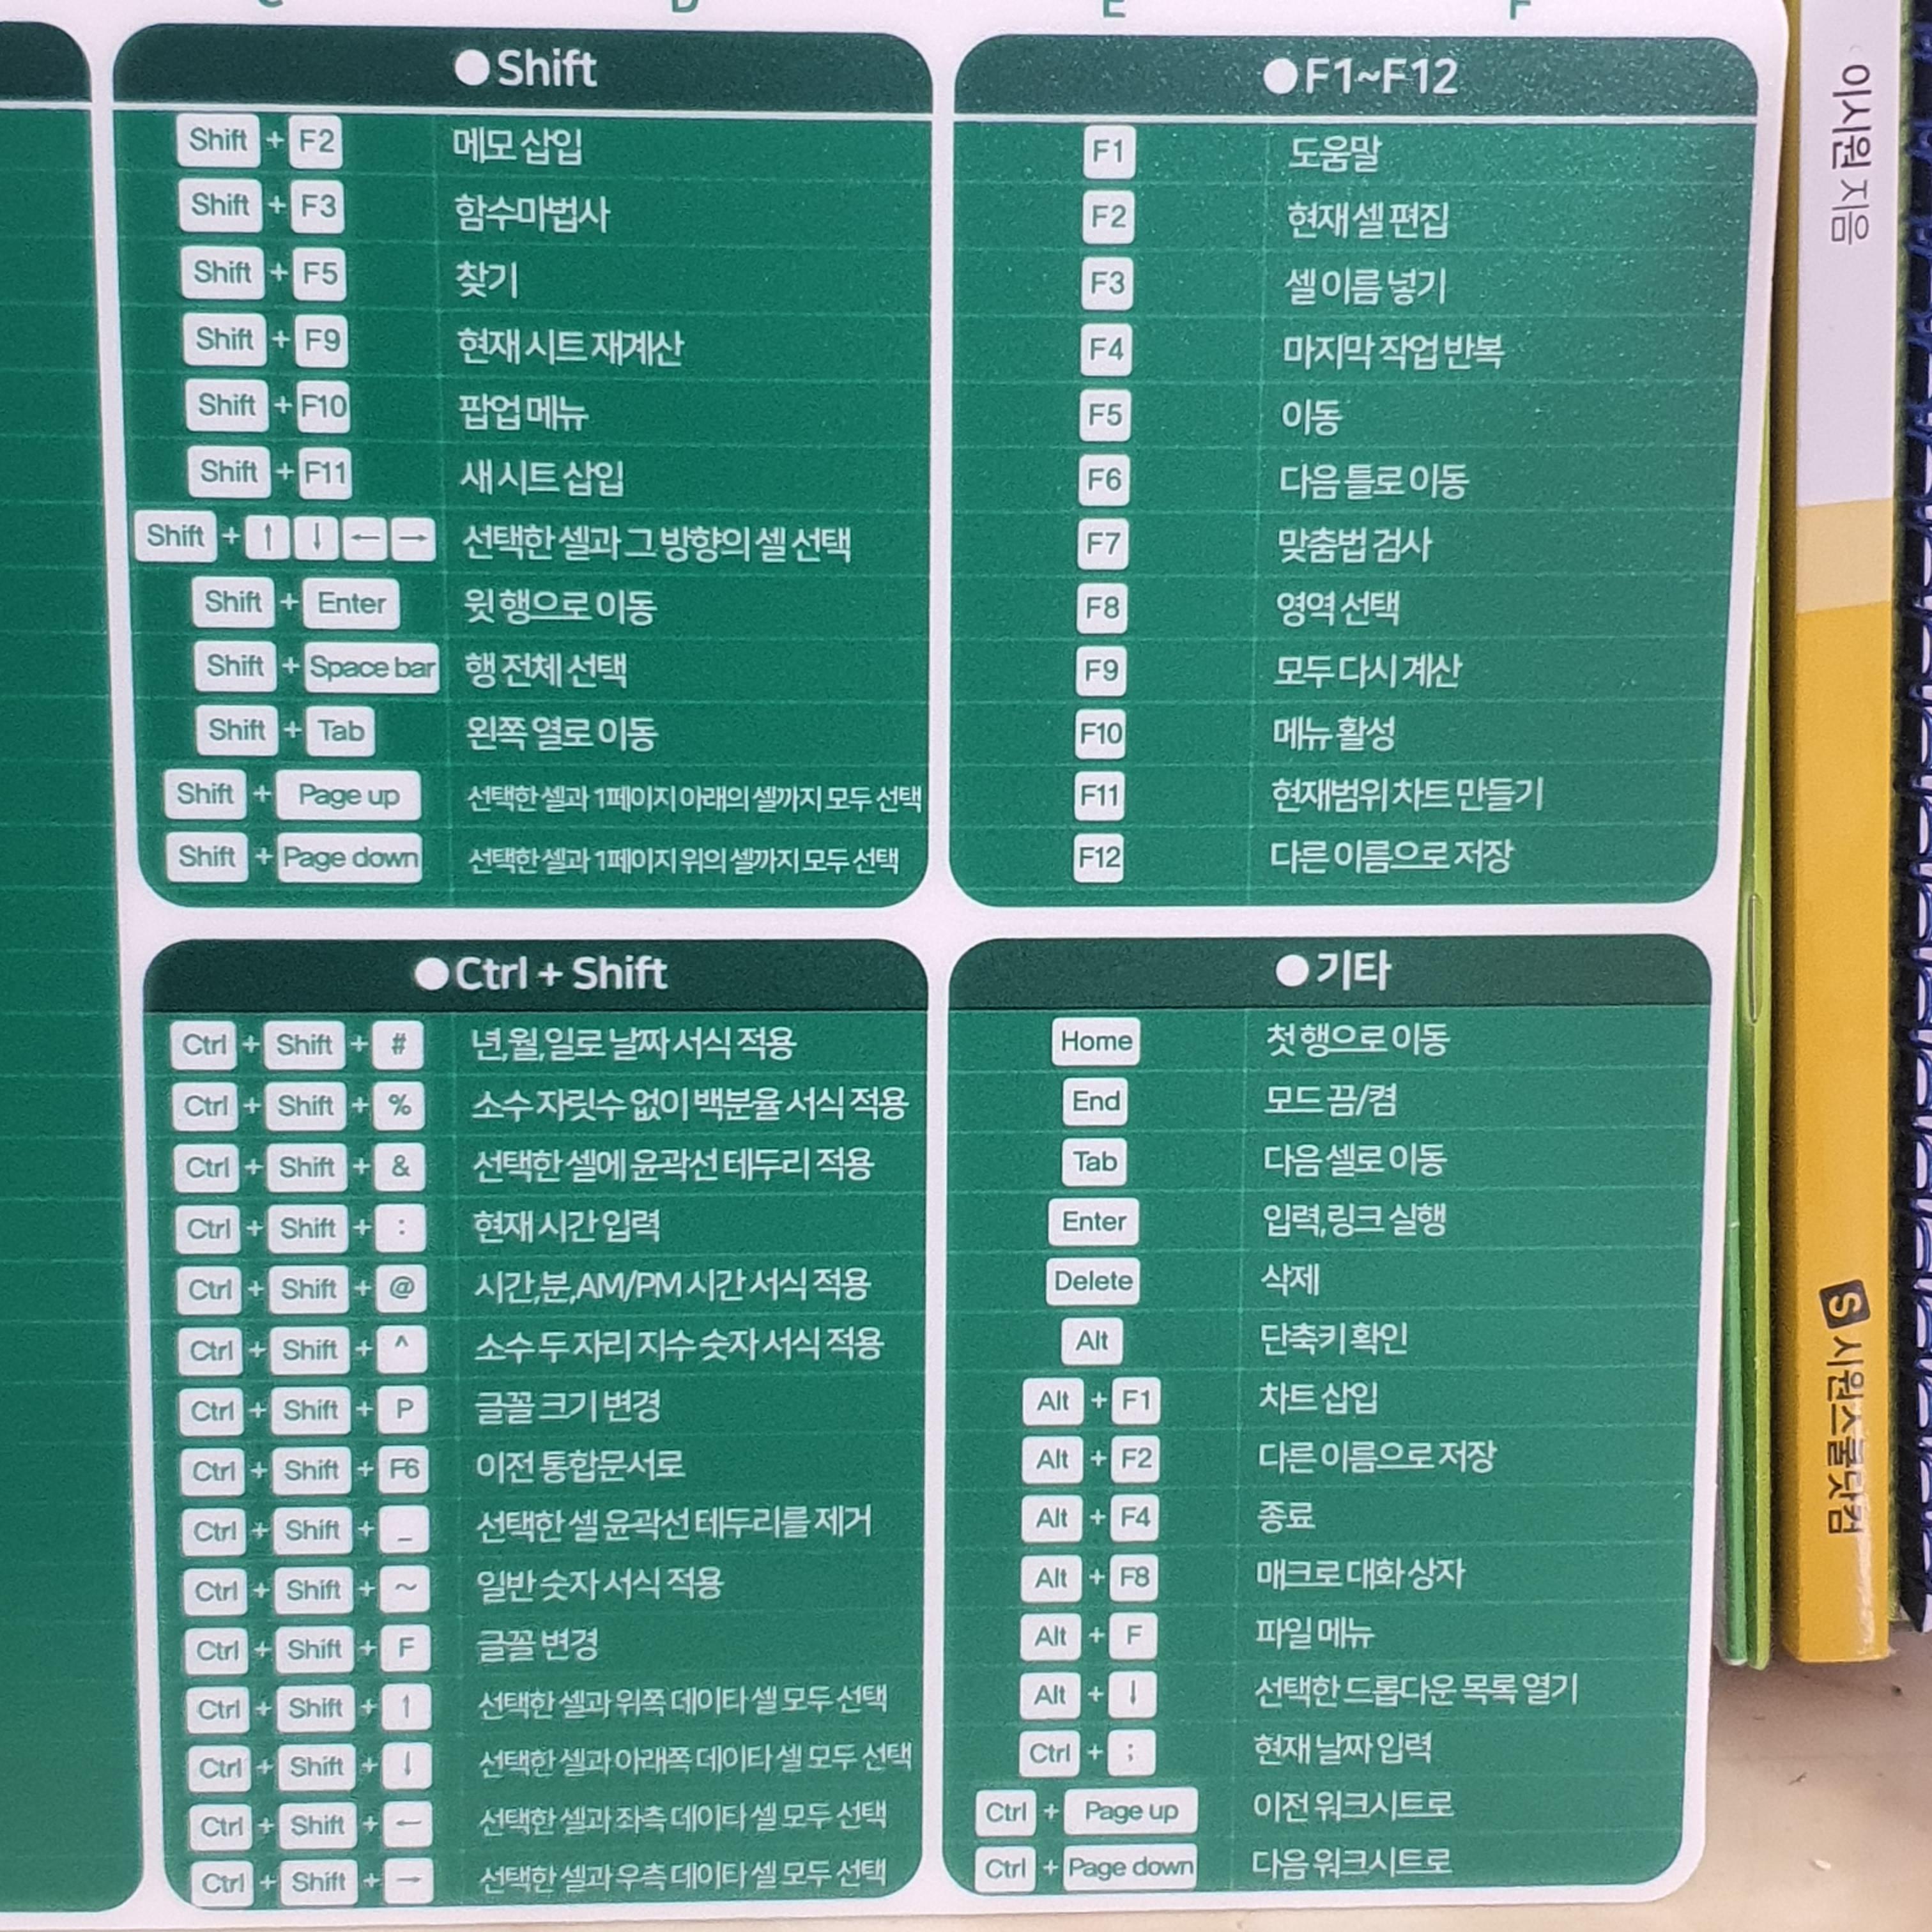 C D E F
●Shift
Shift + F2 메모 삽입
Shift + F3 함수마법사
Shift + F5 찾기
Shift + F9 현재 시트 재계산
Shift + F10 팝업 메뉴
Shift + F11 새 시트 삽입
Shift + ↑ ↓ ← → 선택한 셀과 그 방향의 셀 선택
Shift + Enter 윗 행으로 이동
Shift + Space bar 행 전체 선택
Shift + Tab 왼쪽 열로 이동
Shift + Page up 선택한 셀과 1페이지 아래의 셀까지 모두 선택
Shift + Page down 선택한 셀과 1페이지 위의 셀까지 모두 선택
●F1~F12
F1 도움말
F2 현재 셀 편집
F3 셀 이름 넣기
F4 마지막 작업 반복
F5 이동
F6 다음 틀로 이동
F7 맞춤법 검사
F8 영역 선택
F9 모두 다시 계산
F10 메뉴 활성
F11 현재범위 차트 만들기
F12 다른 이름으로 저장
●Ctrl + Shift
Ctrl + Shift + # 년,월,일로 날짜 서식 적용
Ctrl + Shift + % 소수 자릿수 없이 백분율 서식 적용
Ctrl + Shift + & 선택한 셀에 윤곽선 테두리 적용
Ctrl + Shift + : 현재 시간 입력
Ctrl + Shift + @ 시간,분,AM/PM 시간 서식 적용
Ctrl + Shift + ^ 소수 두 자리 지수 숫자 서식 적용
Ctrl + Shift + P 글꼴 크기 변경
Ctrl + Shift + F6 이전 통합문서로
Ctrl + Shift + _ 선택한 셀 윤곽선 테두리를 제거
Ctrl + Shift + ~ 일반 숫자 서식 적용
Ctrl + Shift + F 글꼴 변경
Ctrl + Shift + ↑ 선택한 셀과 위쪽 데이타 셀 모두 선택
Ctrl + Shift + ↓ 선택한 셀과 아래쪽 데이타 셀 모두 선택
Ctrl + Shift + ← 선택한 셀과 좌측 데이타 셀 모두 선택
Ctrl + Shift + → 선택한 셀과 우측 데이타 셀 모두 선택
●기타
Home 첫 행으로 이동
End 모드 끔/켬
Tab 다음 셀로 이동
Enter 입력,링크 실행
Delete 삭제
Alt 단축키 확인
Alt + F1 차트 삽입
Alt + F2 다른 이름으로 저장
Alt + F4 종료
Alt + F8 매크로 대화 상자
Alt + F 파일 메뉴
Alt + ↓ 선택한 드롭다운 목록 열기
Ctrl + ; 현재 날짜 입력
Ctrl + Page up 이전 워크시트로
Ctrl + Page down 다음 워크시트로
이시원 지음
S 시원스쿨닷컴